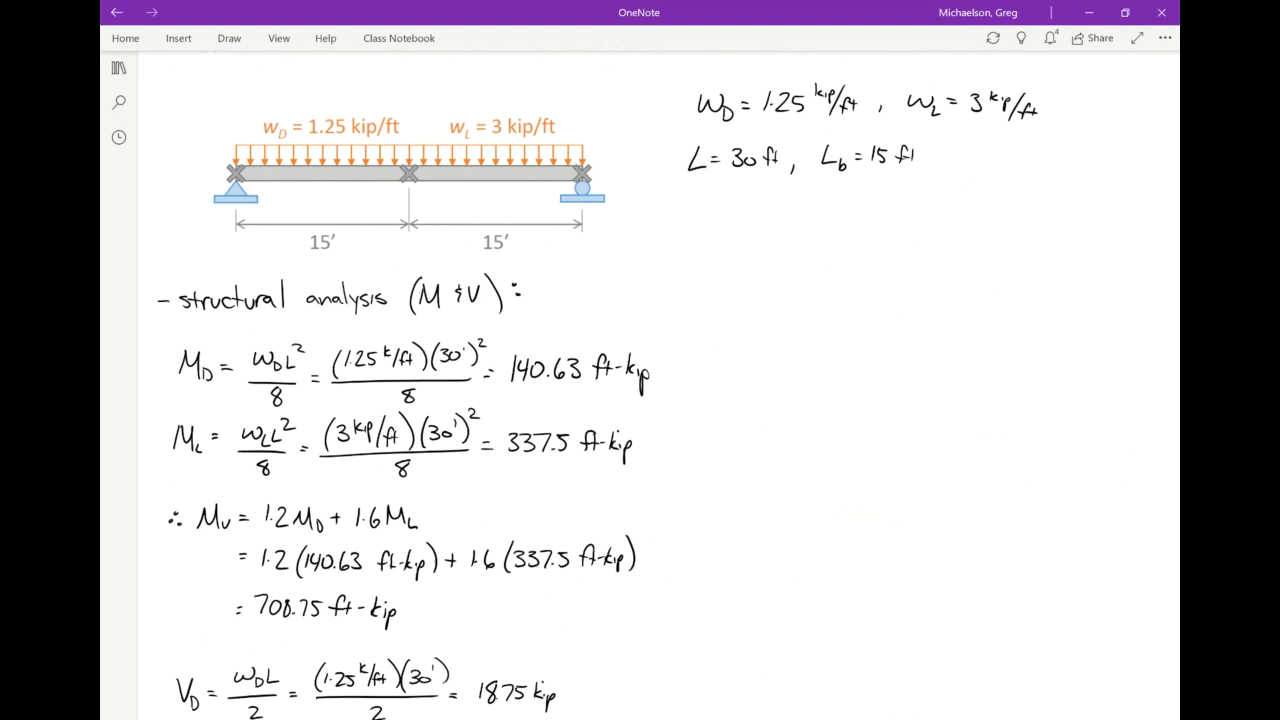 OneNote
Michaelson, Greg
Home Insert Draw View Help Class Notebook
4 Share
w_D = 1.25 kip/ft w_L = 3 kip/ft
15′ 15′
w_D = 1.25 kip/ft , w_L = 3 kip/ft
L = 30 ft , L_b = 15 ft
- structural analysis (M & V) :
M_D = w_D L²/8 = (1.25 k/ft)(30')²/8 = 140.63 ft-kip
M_L = w_L L²/8 = (3 kip/ft)(30')²/8 = 337.5 ft-kip
∴ M_U = 1.2 M_D + 1.6 M_L
= 1.2 (140.63 ft-kip) + 1.6 (337.5 ft-kip)
= 708.75 ft-kip
V_D = w_D L/2 = (1.25 k/ft)(30')/2 = 18.75 kip